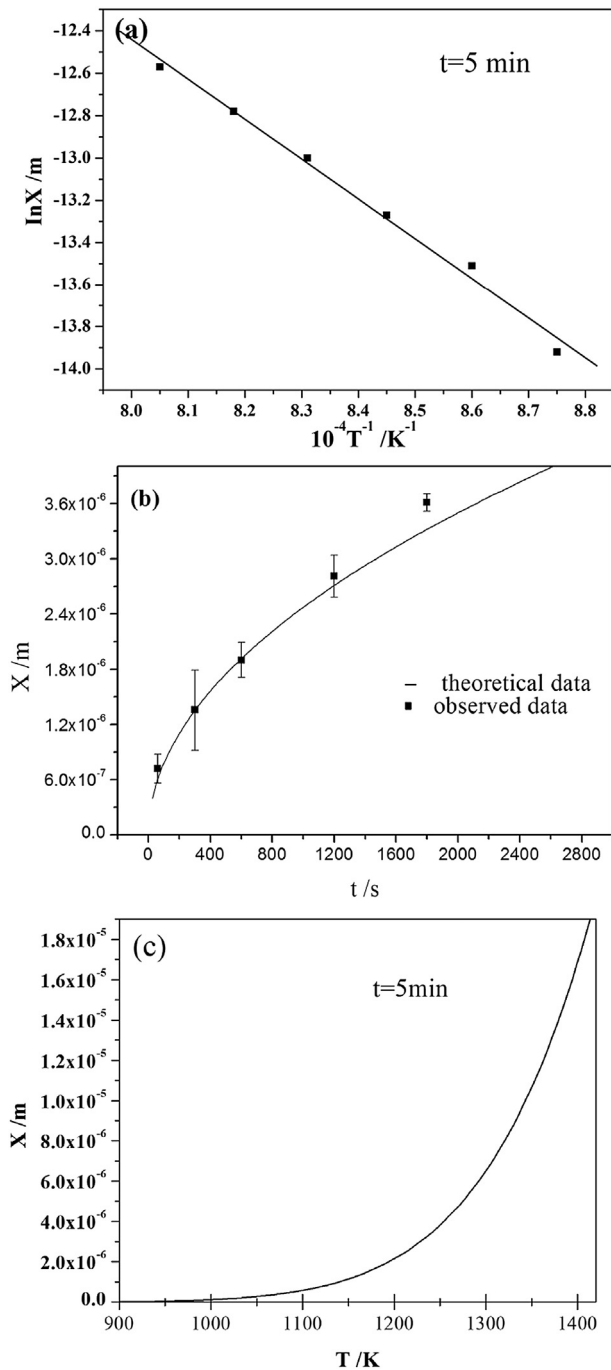 (a)
t=5 min
-12.4
-12.6
-12.8
-13.0
-13.2
-13.4
-13.6
-13.8
-14.0
InX /m
8.0 8.1 8.2 8.3 8.4 8.5 8.6 8.7 8.8
10⁻⁴T⁻¹ /K⁻¹
(b)
3.6x10⁻⁶
3.0x10⁻⁶
2.4x10⁻⁶
1.8x10⁻⁶
1.2x10⁻⁶
6.0x10⁻⁷
0.0
X /m
theoretical data
observed data
0 400 800 1200 1600 2000 2400 2800
t /s
(c)
t=5min
1.8x10⁻⁵
1.6x10⁻⁵
1.4x10⁻⁵
1.2x10⁻⁵
1.0x10⁻⁵
8.0x10⁻⁶
6.0x10⁻⁶
4.0x10⁻⁶
2.0x10⁻⁶
0.0
X /m
900 1000 1100 1200 1300 1400
T /K